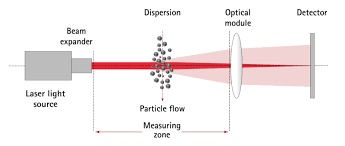 Dispersion
Optical
module
Detector
Beam
expander
Laser light
source
Particle flow
Measuring
zone